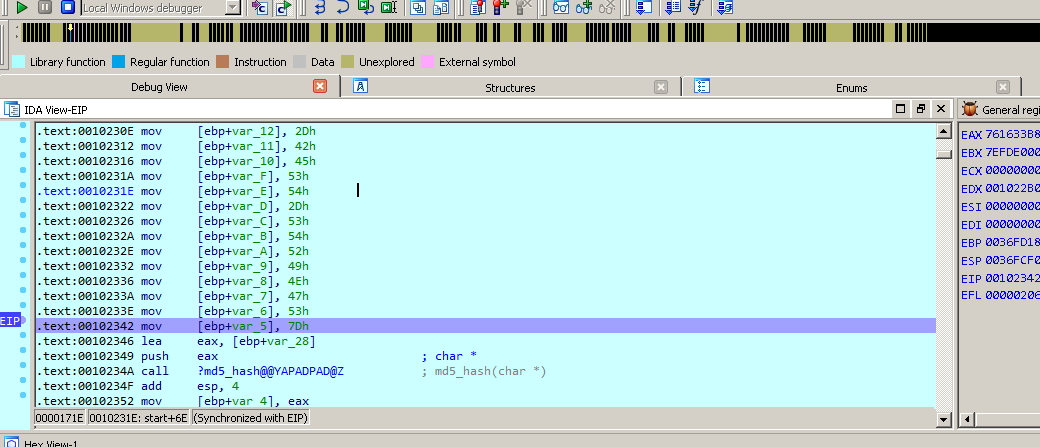 Local Windows debugger
Library function Regular function Instruction Data Unexplored External symbol
Debug View Structures Enums
IDA View-EIP
.text:0010230E mov [ebp+var_12], 2Dh
.text:00102312 mov [ebp+var_11], 42h
.text:00102316 mov [ebp+var_10], 45h
.text:0010231A mov [ebp+var_F], 53h
.text:0010231E mov [ebp+var_E], 54h
.text:00102322 mov [ebp+var_D], 2Dh
.text:00102326 mov [ebp+var_C], 53h
.text:0010232A mov [ebp+var_B], 54h
.text:0010232E mov [ebp+var_A], 52h
.text:00102332 mov [ebp+var_9], 49h
.text:00102336 mov [ebp+var_8], 4Eh
.text:0010233A mov [ebp+var_7], 47h
.text:0010233E mov [ebp+var_6], 53h
EIP .text:00102342 mov [ebp+var_5], 7Dh
.text:00102346 lea eax, [ebp+var_28]
.text:00102349 push eax ; char *
.text:0010234A call ?md5_hash@@YAPADPAD@Z ; md5_hash(char *)
.text:0010234F add esp, 4
.text:00102352 mov [ebp+var_4], eax
0000171E 0010231E: start+6E (Synchronized with EIP)
General regi
EAX 761633B8
EBX 7EFDE000
ECX 00000000
EDX 001022B0
ESI 00000000
EDI 00000000
EBP 0036FD18
ESP 0036FCF0
EIP 00102342
EFL 00000206
Hex View-1